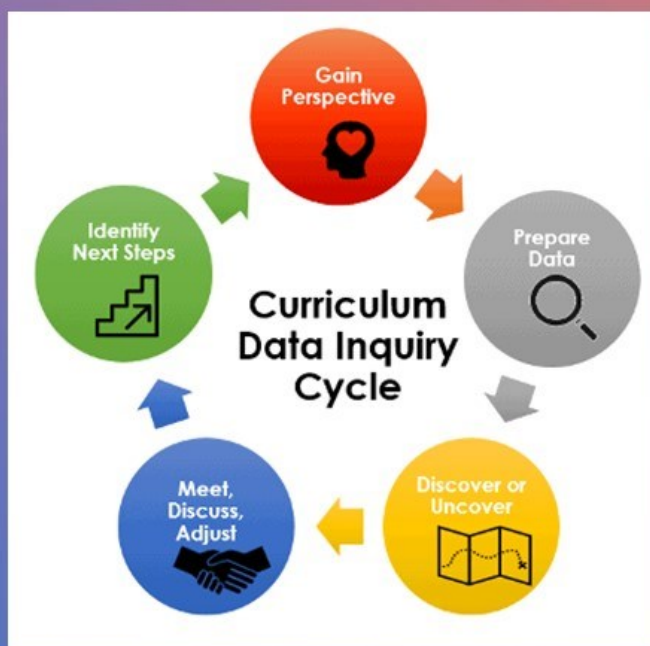 Gain
Perspective
Prepare
Data
Discover or
Uncover
Meet,
Discuss,
Adjust
Identify
Next Steps
Curriculum
Data Inquiry
Cycle